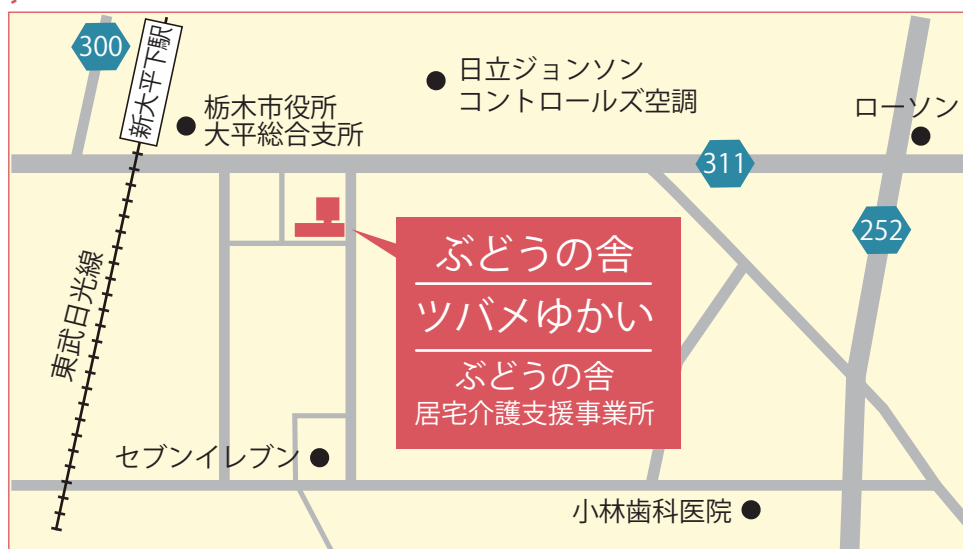 300
新大平下駅
栃木市役所
大平総合支所
日立ジョンソン
コントロールズ空調
ローソン
311
252
東武日光線
ぶどうの舎
ツバメゆかい
ぶどうの舎
居宅介護支援事業所
セブンイレブン
小林歯科医院